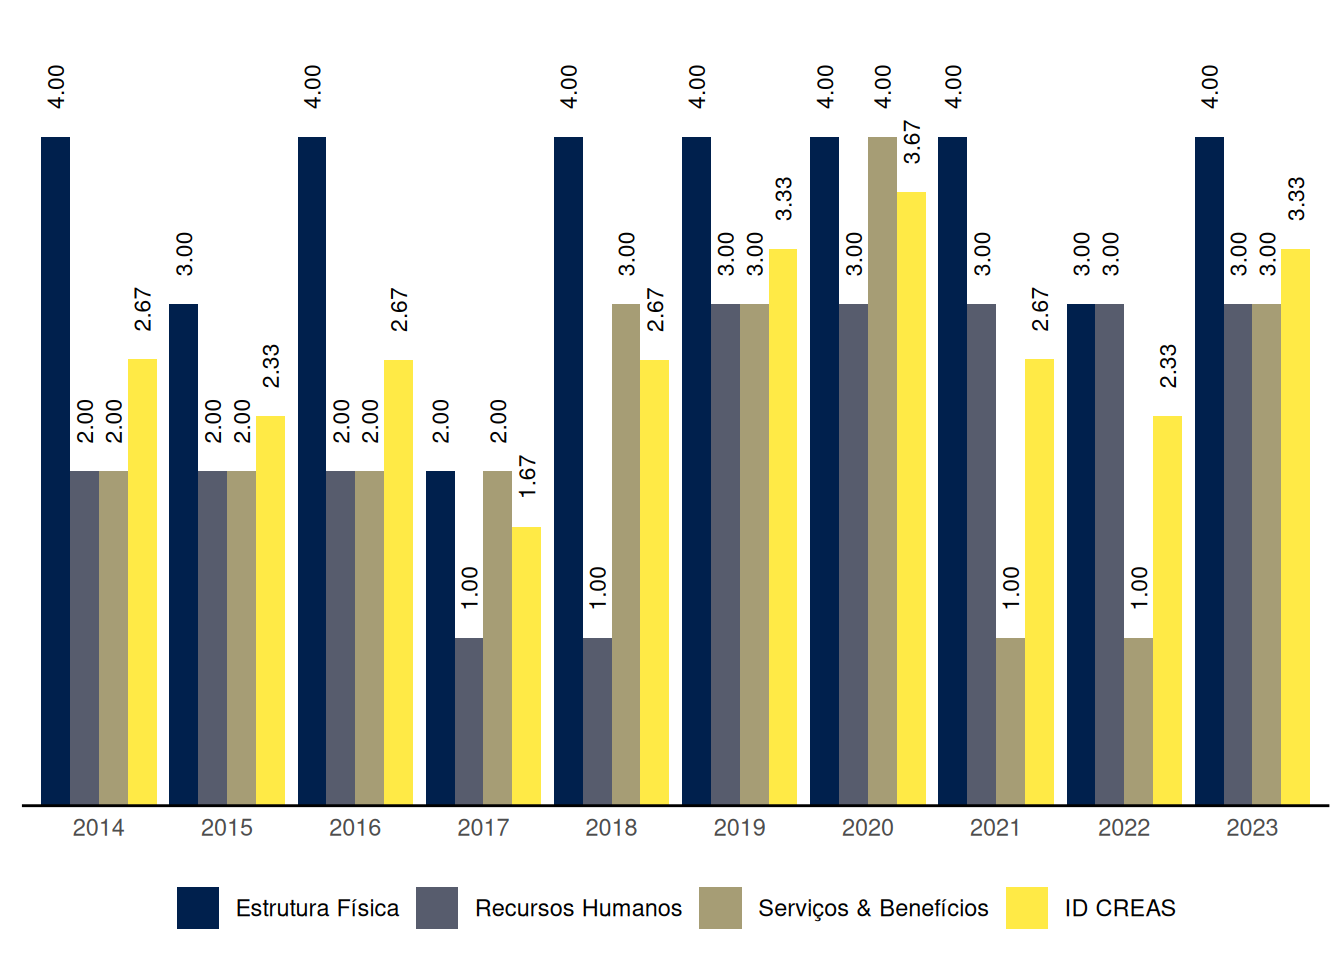 4.00 2.00 2.00 2.67 3.00 2.00 2.00 2.33 4.00 2.00 2.00 2.67 2.00 1.00 2.00 1.67 4.00 1.00 3.00 2.67 4.00 3.00 3.00 3.33 4.00 3.00 4.00 3.67 4.00 3.00 1.00 2.67 3.00 3.00 1.00 2.33 4.00 3.00 3.00 3.33
2014 2015 2016 2017 2018 2019 2020 2021 2022 2023
Estrutura Física Recursos Humanos Serviços & Benefícios ID CREAS